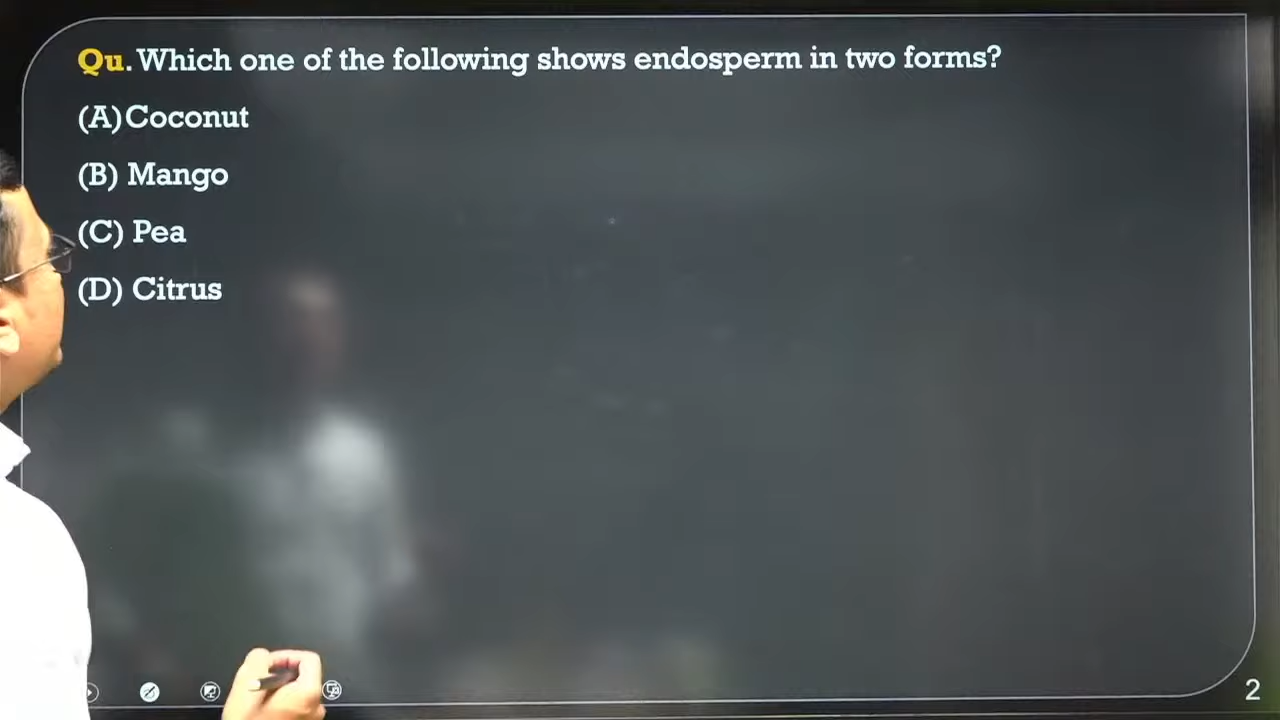 Qu. Which one of the following shows endosperm in two forms?
(A) Coconut
(B) Mango
(C) Pea
(D) Citrus
2